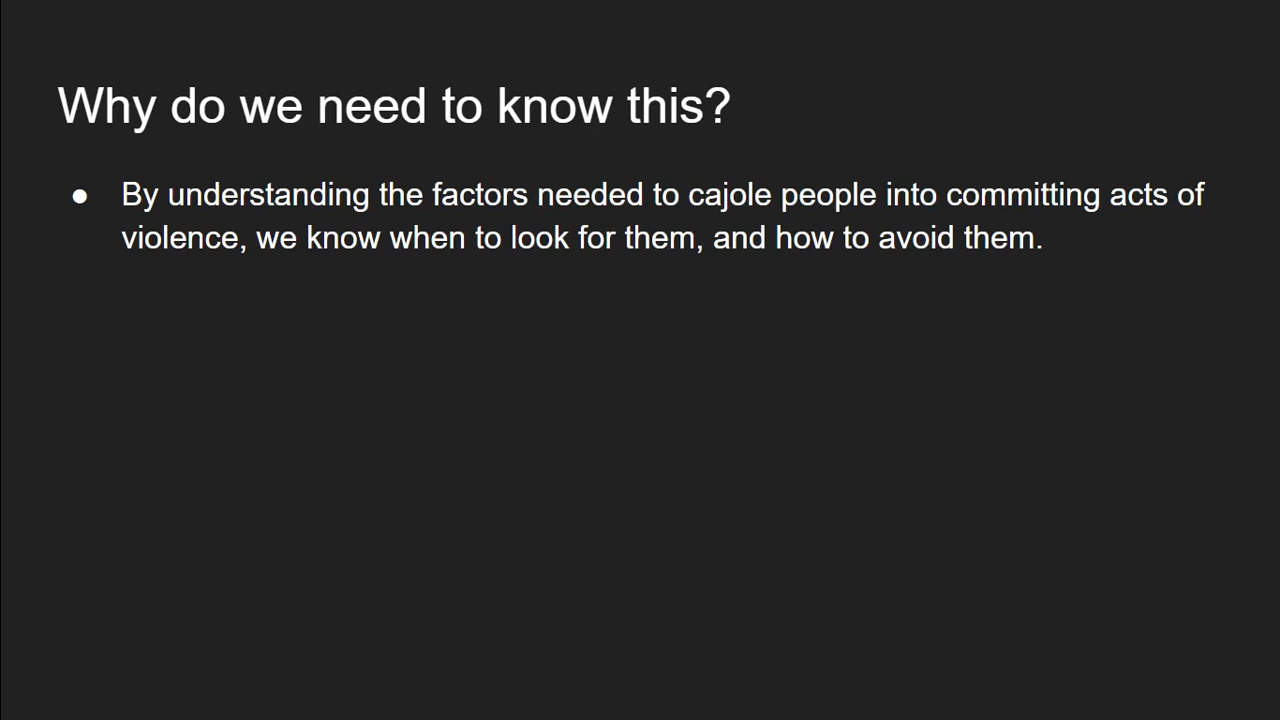 Why do we need to know this?
● By understanding the factors needed to cajole people into committing acts of
violence, we know when to look for them, and how to avoid them.